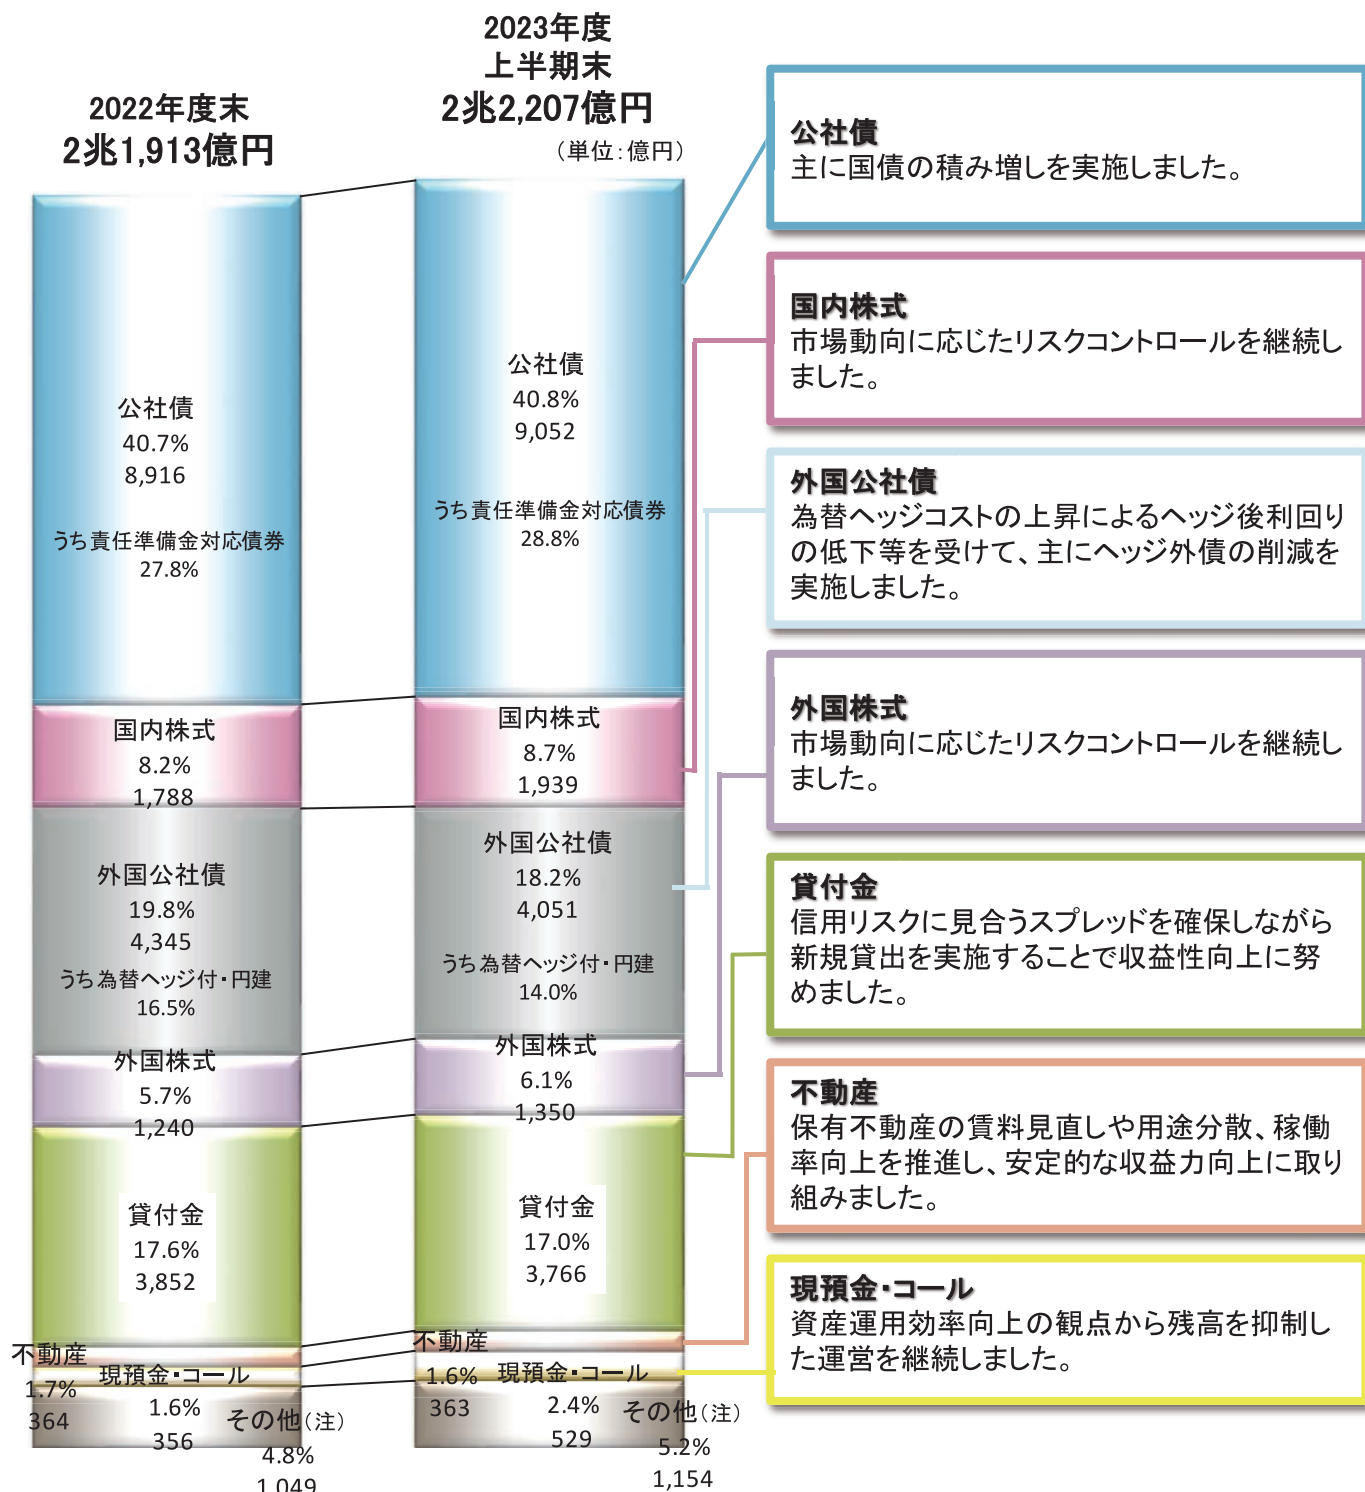 2022年度末
2兆1,913億円
2023年度
上半期末
2兆2,207億円
(単位:億円)
公社債
40.7%
8,916
うち責任準備金対応債券
27.8%
国内株式
8.2%
1,788
外国公社債
19.8%
4,345
うち為替ヘッジ付・円建
16.5%
外国株式
5.7%
1,240
貸付金
17.6%
3,852
不動産
1.7%
364
現預金・コール
1.6%
356
その他(注)
4.8%
1,049
公社債
40.8%
9,052
うち責任準備金対応債券
28.8%
国内株式
8.7%
1,939
外国公社債
18.2%
4,051
うち為替ヘッジ付・円建
14.0%
外国株式
6.1%
1,350
貸付金
17.0%
3,766
不動産
1.6%
363
現預金・コール
2.4%
529
その他(注)
5.2%
1,154
公社債
主に国債の積み増しを実施しました。
国内株式
市場動向に応じたリスクコントロールを継続し
ました。
外国公社債
為替ヘッジコストの上昇によるヘッジ後利回り
の低下等を受けて、主にヘッジ外債の削減を
実施しました。
外国株式
市場動向に応じたリスクコントロールを継続し
ました。
貸付金
信用リスクに見合うスプレッドを確保しながら
新規貸出を実施することで収益性向上に努
めました。
不動産
保有不動産の賃料見直しや用途分散、稼働
率向上を推進し、安定的な収益力向上に取り
組みました。
現預金・コール
資産運用効率向上の観点から残高を抑制し
た運営を継続しました。